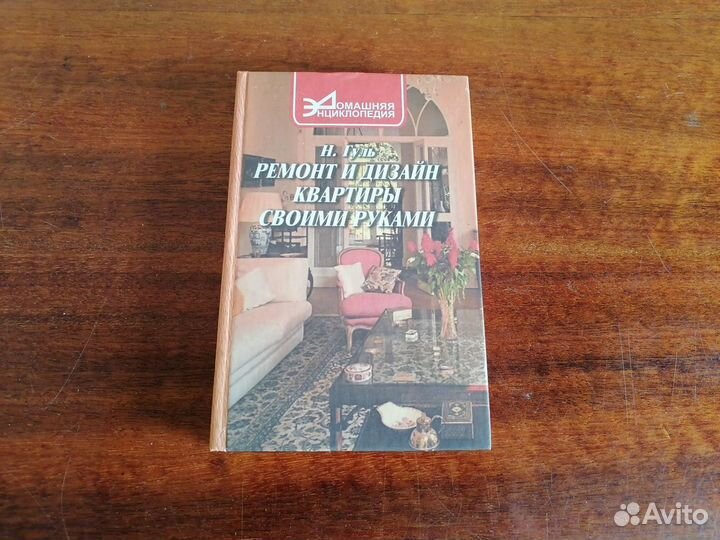 ДОМАШНЯЯ
ЭНЦИКЛОПЕДИЯ
Н. Гуль
РЕМОНТ И ДИЗАЙН
КВАРТИРЫ
СВОИМИ РУКАМИ
Avito